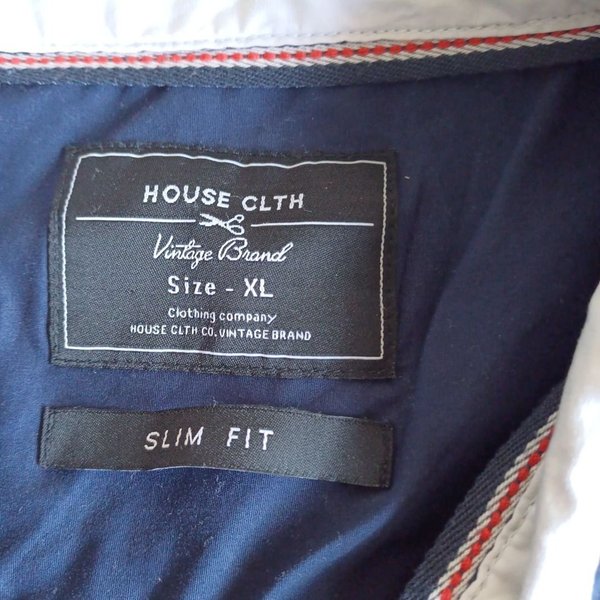 HOUSE CLTH
Vintage Brand
Size - XL
Clothing company
HOUSE CLTH CO. VINTAGE BRAND
SLIM FIT